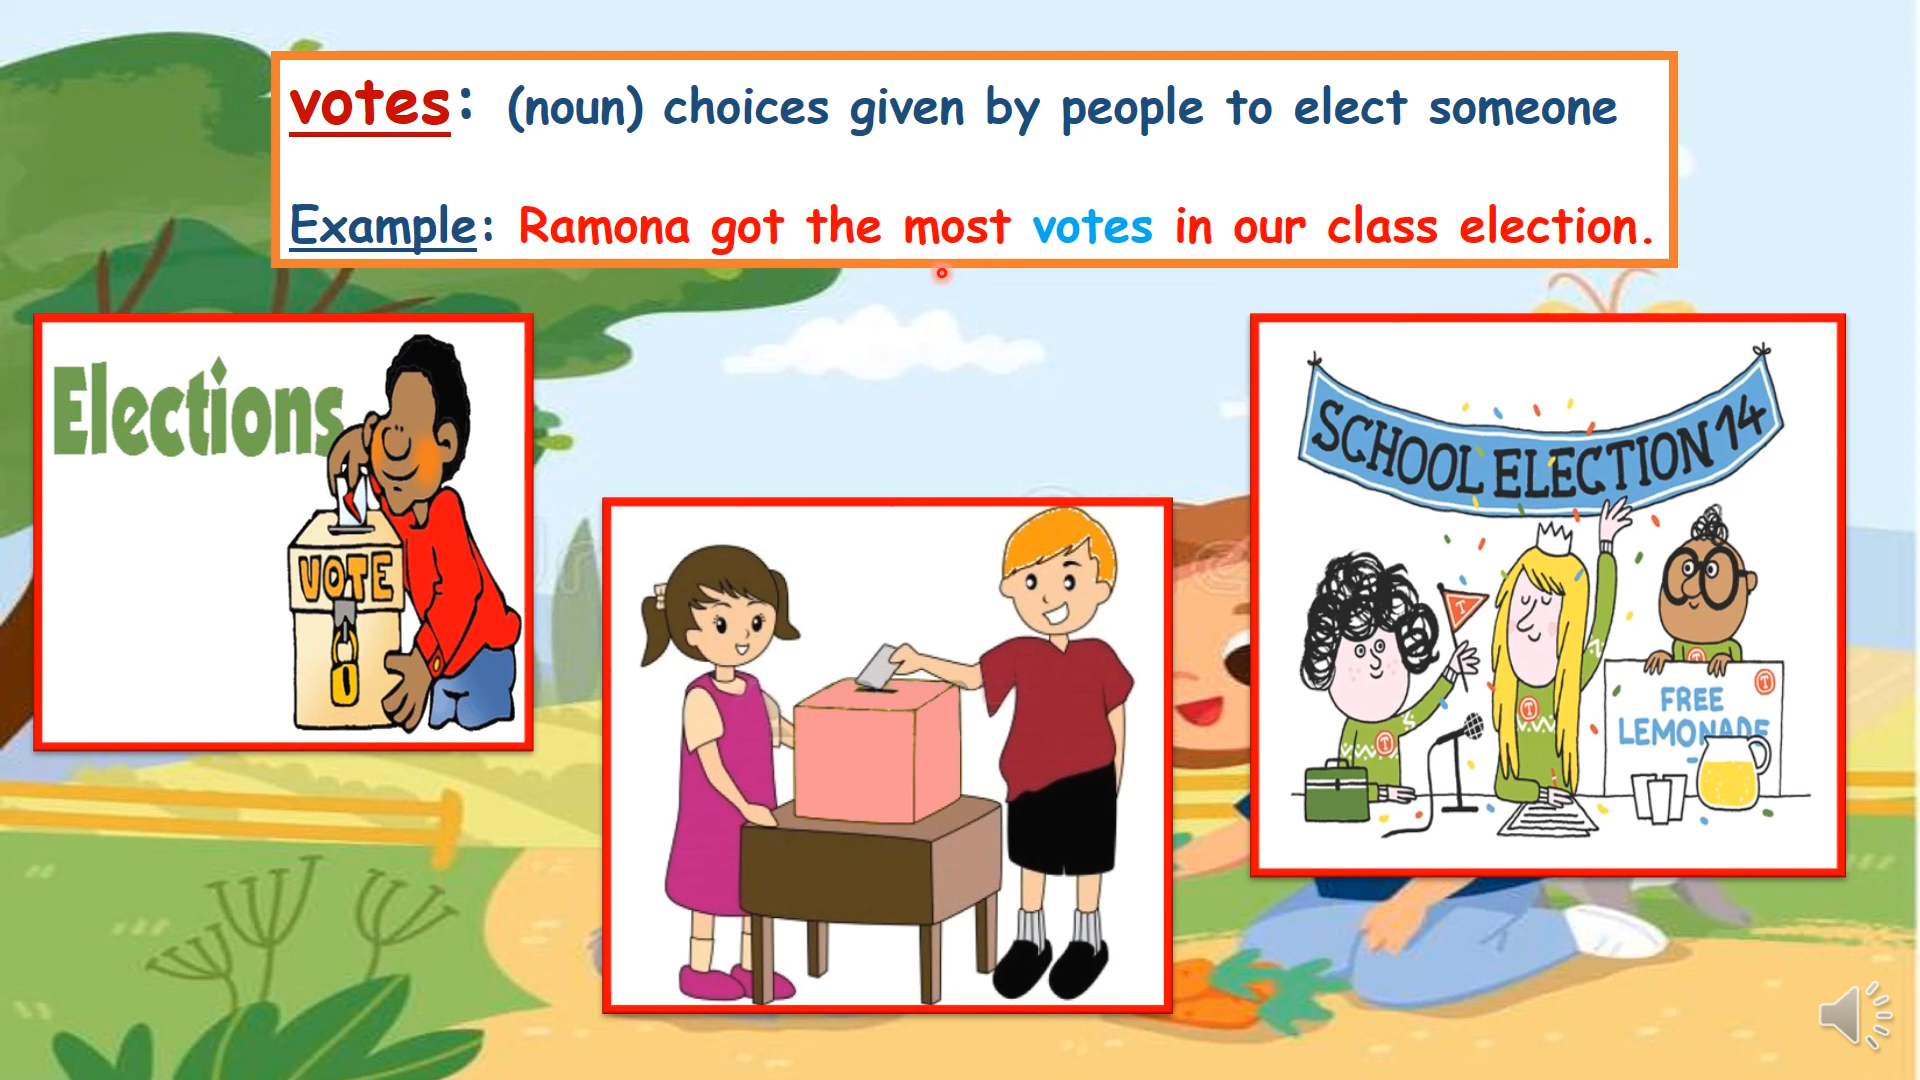 votes: (noun) choices given by people to elect someone
Example: Ramona got the most votes in our class election.
Elections
VOTE
SCHOOL ELECTION 14
T
T
T
T
T
FREE
LEMONADE